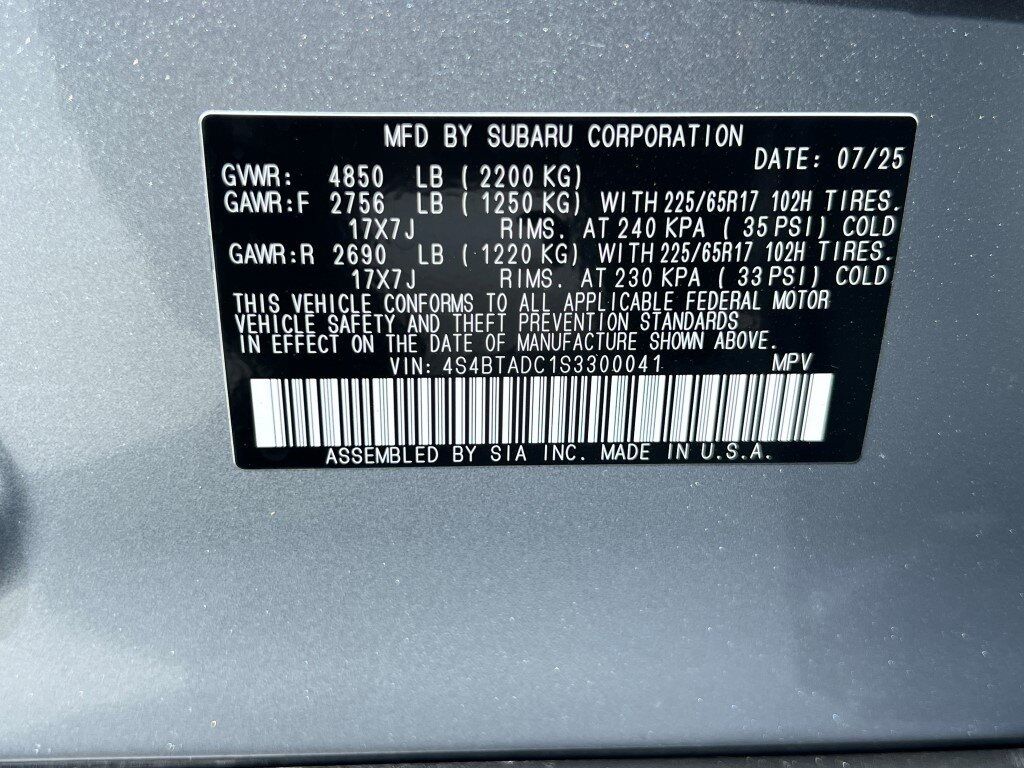 MFD BY SUBARU CORPORATION
DATE: 07/25
GVWR: 4850 LB (2200 KG)
GAWR:F 2756 LB (1250 KG) WITH 225/65R17 102H TIRES.
17X7J RIMS. AT 240 KPA (35 PSI) COLD
GAWR:R 2690 LB (1220 KG) WITH 225/65R17 102H TIRES.
17X7J RIMS. AT 230 KPA (33 PSI) COLD
THIS VEHICLE CONFORMS TO ALL APPLICABLE FEDERAL MOTOR
VEHICLE SAFETY AND THEFT PREVENTION STANDARDS
IN EFFECT ON THE DATE OF MANUFACTURE SHOWN ABOVE.
VIN: 4S4BTADC1S3300041 MPV
ASSEMBLED BY SIA INC. MADE IN U.S.A.